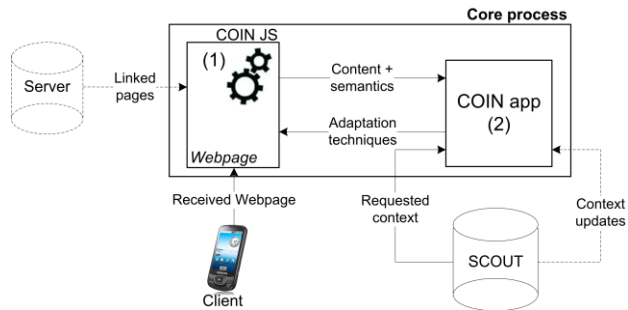 Core process
COIN JS
(1)
Server
Linked
pages
Content +
semantics
COIN app
(2)
Adaptation
techniques
Webpage
Received Webpage
Requested
context
Context
updates
SCOUT
Client